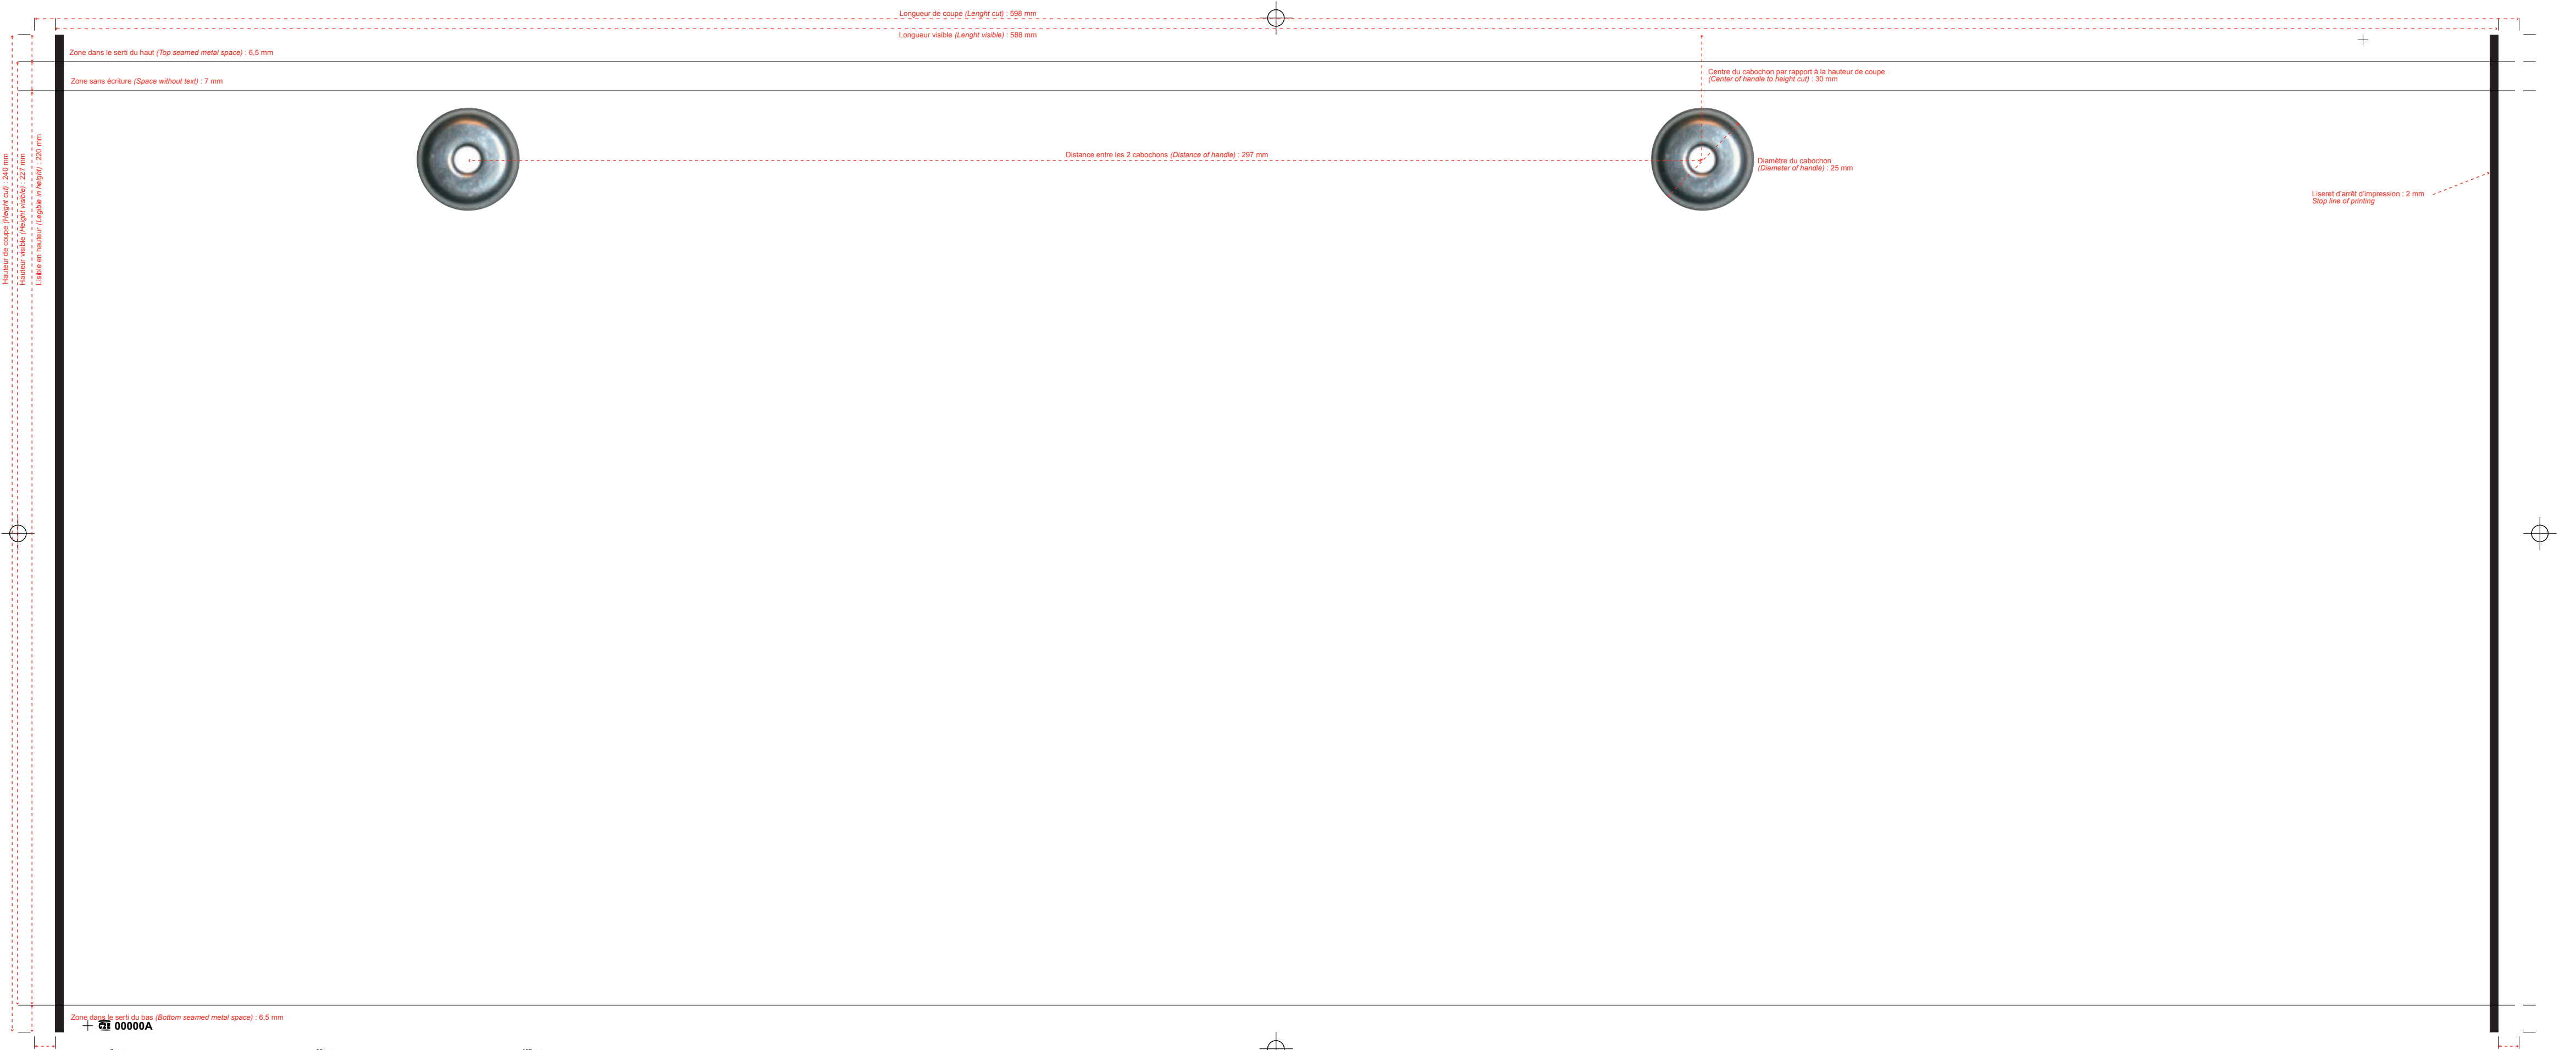 Longueur de coupe (Lenght cut) : 598 mm
Longueur visible (Lenght visible) : 588 mm
Zone dans le serti du haut (Top seamed metal space) : 6,5 mm
Zone sans écriture (Space without text) : 7 mm
Centre du cabochon par rapport à la hauteur de coupe
(Center of handle to height cut) : 30 mm
Distance entre les 2 cabochons (Distance of handle) : 297 mm
Diamètre du cabochon
(Diameter of handle) : 25 mm
Liseret d'arrêt d'impression : 2 mm
Stop line of printing
Hauteur de coupe (Height cut) : 240 mm
Hauteur visible (Height visible) : 227 mm
Lisible en hauteur (Legible in height) : 220 mm
Zone dans le serti du bas (Bottom seamed metal space) : 6,5 mm
00000A